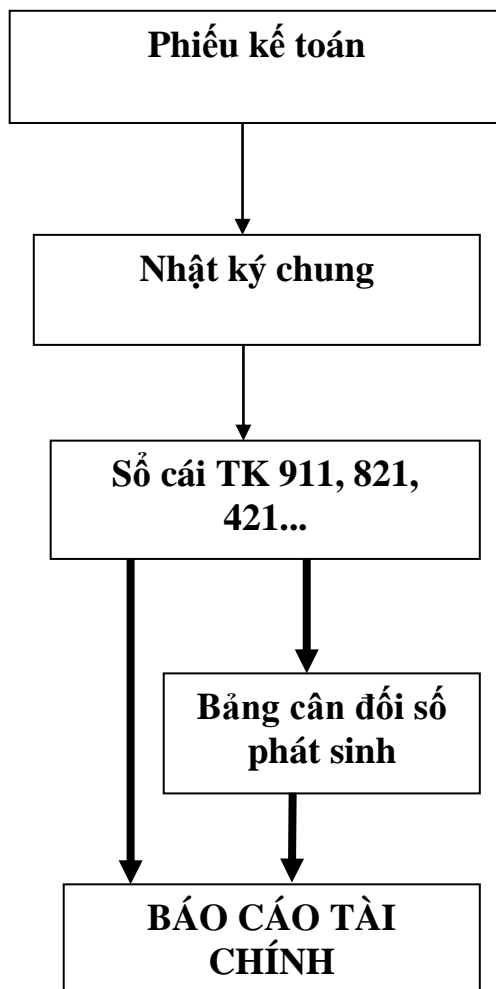 Phiếu kế toán
Nhật ký chung
Sổ cái TK 911, 821,
421...
Bảng cân đối số
phát sinh
BÁO CÁO TÀI
CHÍNH